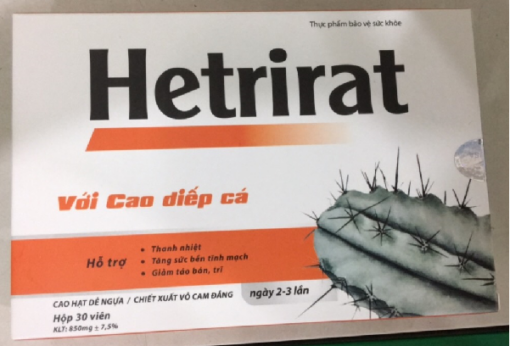 Thực phẩm bảo vệ sức khỏe
Hetrirat
Với Cao diếp cá
Hỗ trợ
• Thanh nhiệt
• Tăng sức bền tĩnh mạch
• Giảm táo bón, trĩ
CAO HẠT DẺ NGỰA / CHIẾT XUẤT VỎ CAM ĐẮNG
ngày 2-3 lần
Hộp 30 viên
KLT: 850mg ± 7,5%